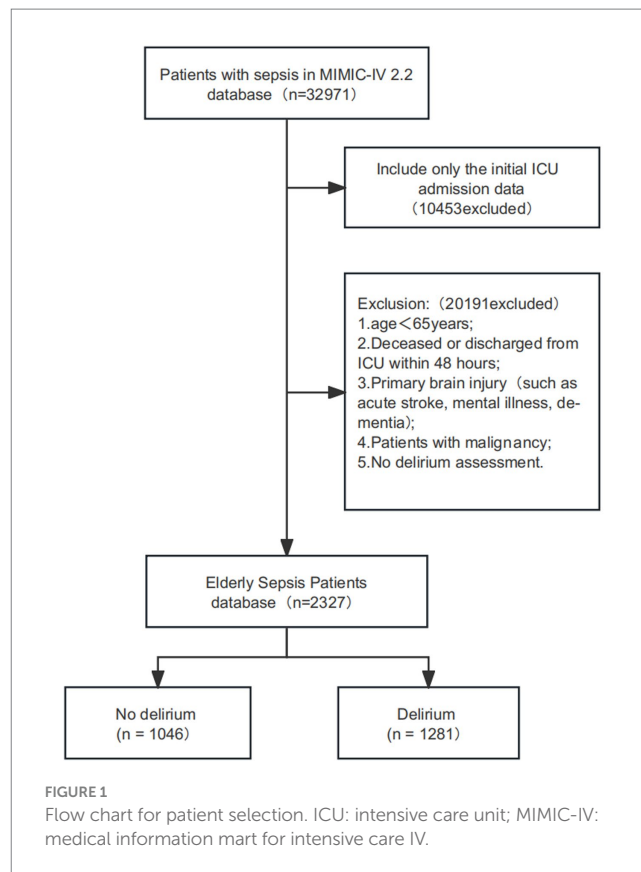 Patients with sepsis in MIMIC-IV 2.2
database（n=32971）
Include only the initial ICU
admission data
（10453excluded）
Exclusion:（20191excluded）
1.age＜65years;
2.Deceased or discharged from
ICU within 48 hours;
3.Primary brain injury（such as
acute stroke, mental illness, de-
mentia）;
4.Patients with malignancy;
5.No delirium assessment.
Elderly Sepsis Patients
database（n=2327）
No delirium
(n = 1046）
Delirium
(n = 1281）
FIGURE 1
Flow chart for patient selection. ICU: intensive care unit; MIMIC-IV:
medical information mart for intensive care IV.